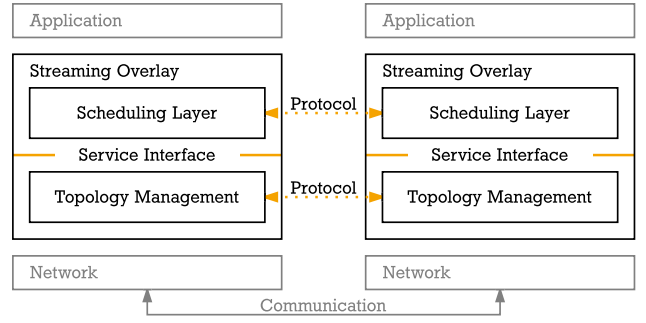 Application
Streaming Overlay
Scheduling Layer
Service Interface
Topology Management
Network
Protocol
Protocol
Application
Streaming Overlay
Scheduling Layer
Service Interface
Topology Management
Network
Communication